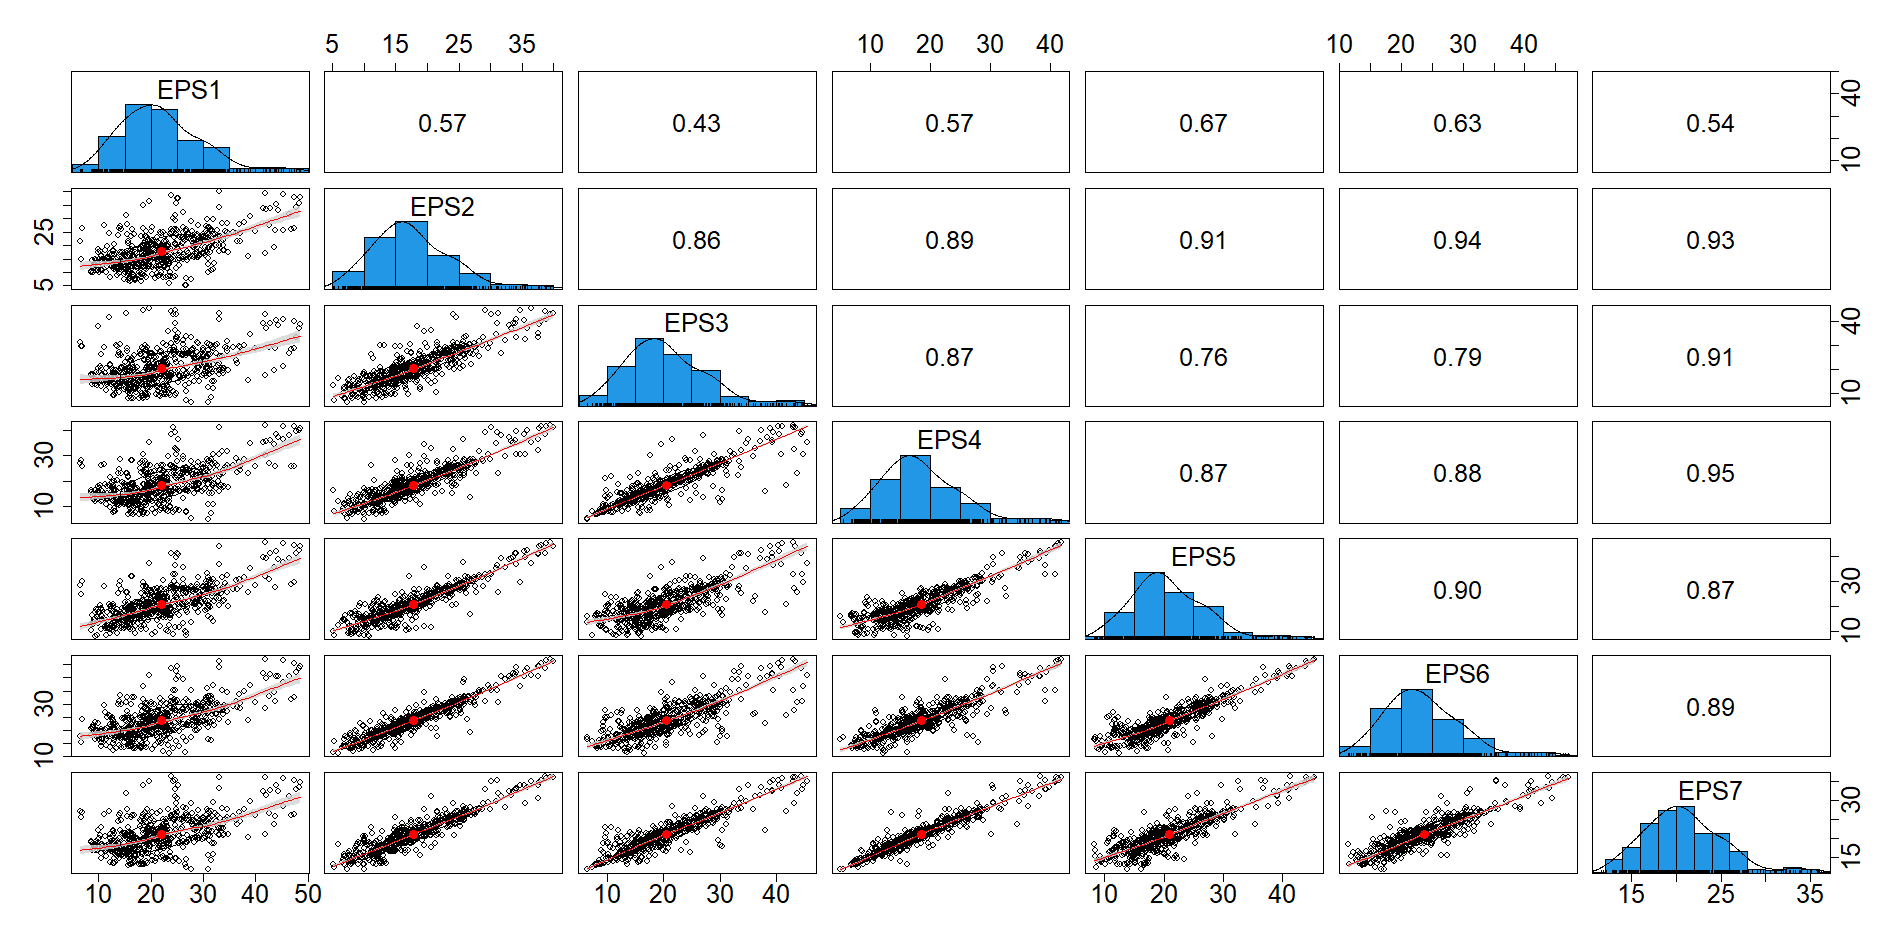 5 15 25 35 10 20 30 40 10 20 30 40
EPS1 0.57 0.43 0.57 0.67 0.63 0.54 10 40
5 25 EPS2 0.86 0.89 0.91 0.94 0.93
EPS3 0.87 0.76 0.79 0.91 10 40
10 30 EPS4 0.87 0.88 0.95
EPS5 0.90 0.87 10 30
10 30 EPS6 0.89
EPS7 15 30
10 20 30 40 50 10 20 30 40 10 20 30 40 15 25 35